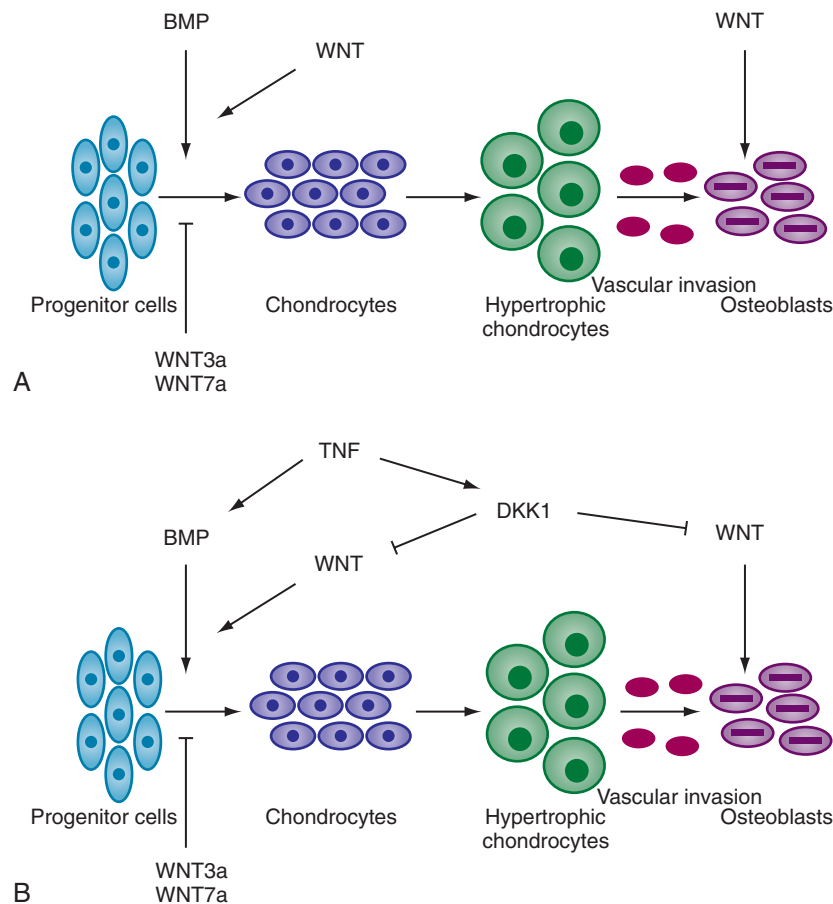 BMP
WNT
WNT
Progenitor cells
Chondrocytes
Hypertrophic
chondrocytes
Vascular invasion
Osteoblasts
WNT3a
WNT7a
A
TNF
DKK1
BMP
WNT
WNT
Progenitor cells
Chondrocytes
Hypertrophic
chondrocytes
Vascular invasion
Osteoblasts
WNT3a
WNT7a
B